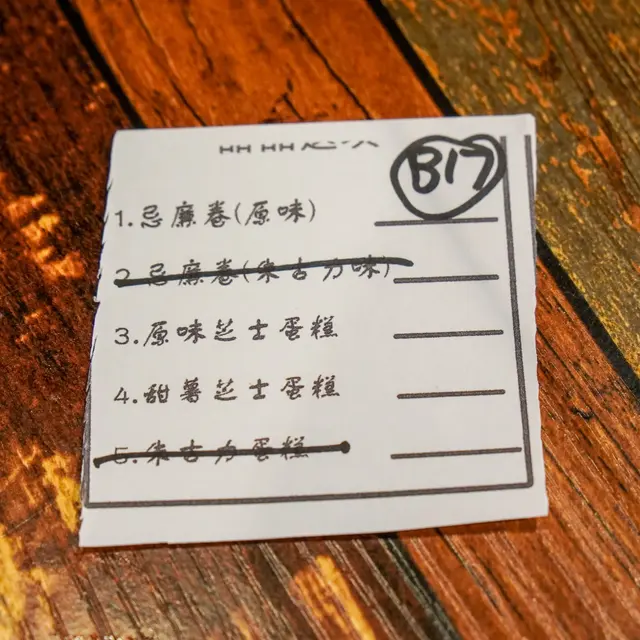 B17
1.忌廉卷(原味)
2.忌廉卷(朱古力味)
3.原味芝士蛋糕
4.甜薯芝士蛋糕
5.朱古力蛋糕